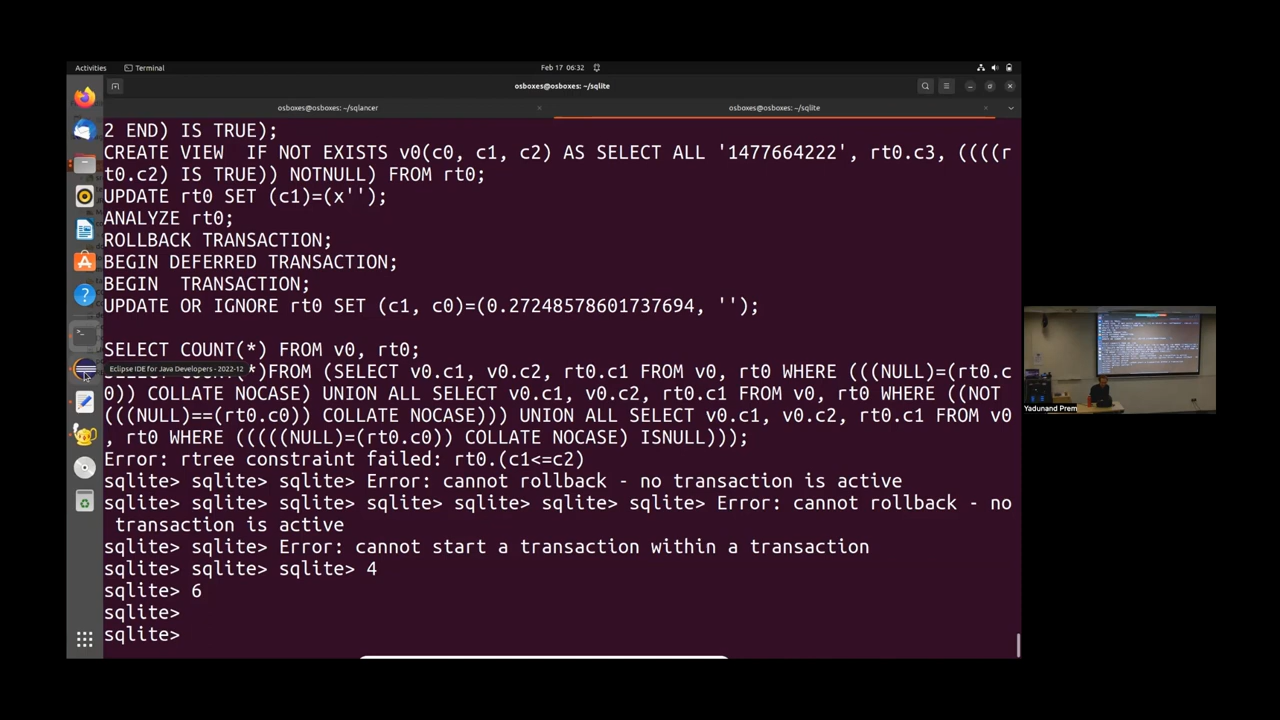 Activities
Terminal
Feb 17 06:32
osboxes@osboxes: ~/sqlite
osboxes@osboxes: ~/sqlancer
osboxes@osboxes: ~/sqlite
2 END) IS TRUE);
CREATE VIEW  IF NOT EXISTS v0(c0, c1, c2) AS SELECT ALL '1477664222', rt0.c3, ((((r
t0.c2) IS TRUE)) NOTNULL) FROM rt0;
UPDATE rt0 SET (c1)=(x'');
ANALYZE rt0;
ROLLBACK TRANSACTION;
BEGIN DEFERRED TRANSACTION;
BEGIN  TRANSACTION;
UPDATE OR IGNORE rt0 SET (c1, c0)=(0.27248578601737694, '');
SELECT COUNT(*) FROM v0, rt0;
Eclipse IDE for Java Developers - 2022-12
)FROM (SELECT v0.c1, v0.c2, rt0.c1 FROM v0, rt0 WHERE (((NULL)=(rt0.c
0)) COLLATE NOCASE) UNION ALL SELECT v0.c1, v0.c2, rt0.c1 FROM v0, rt0 WHERE ((NOT
(((NULL)==(rt0.c0)) COLLATE NOCASE))) UNION ALL SELECT v0.c1, v0.c2, rt0.c1 FROM v0
, rt0 WHERE (((((NULL)=(rt0.c0)) COLLATE NOCASE) ISNULL)));
Error: rtree constraint failed: rt0.(c1<=c2)
sqlite> sqlite> sqlite> Error: cannot rollback - no transaction is active
sqlite> sqlite> sqlite> sqlite> sqlite> sqlite> sqlite> Error: cannot rollback - no
 transaction is active
sqlite> sqlite> Error: cannot start a transaction within a transaction
sqlite> sqlite> sqlite> 4
sqlite> 6
sqlite>
sqlite>
Yadunand Prem